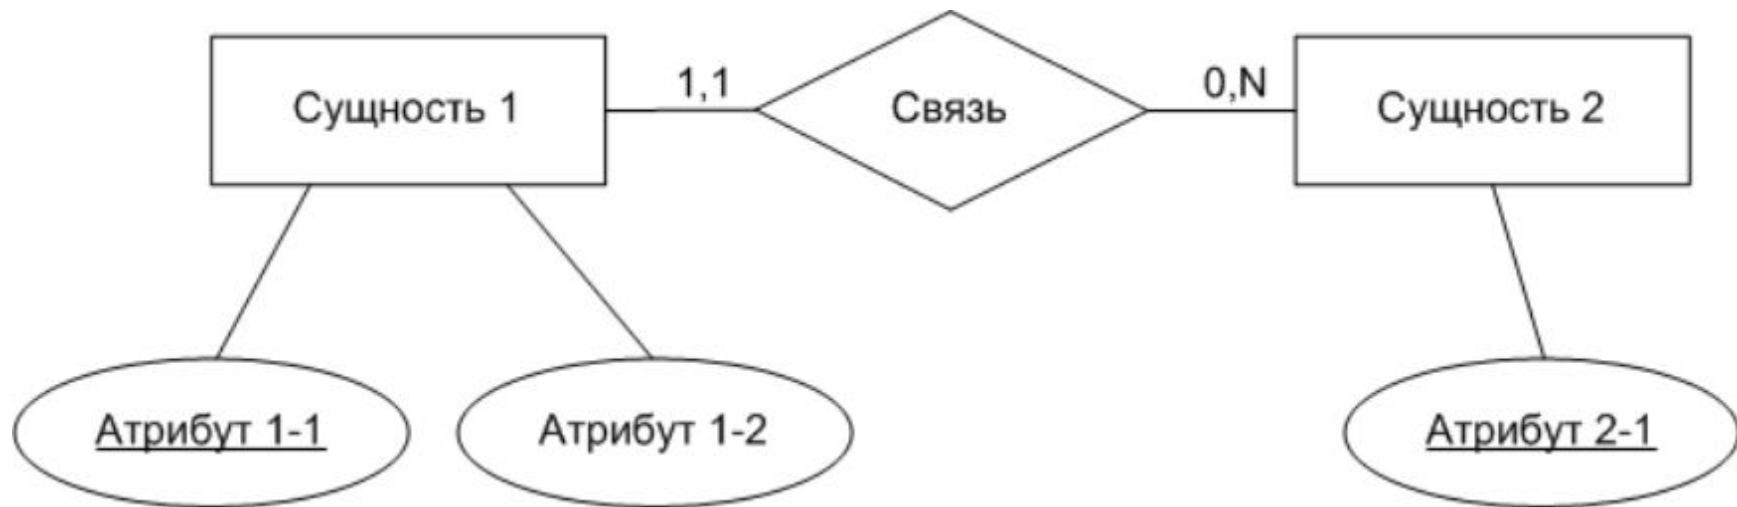 Сущность 1
1,1
Связь
0,N
Сущность 2
Атрибут 1-1
Атрибут 1-2
Атрибут 2-1